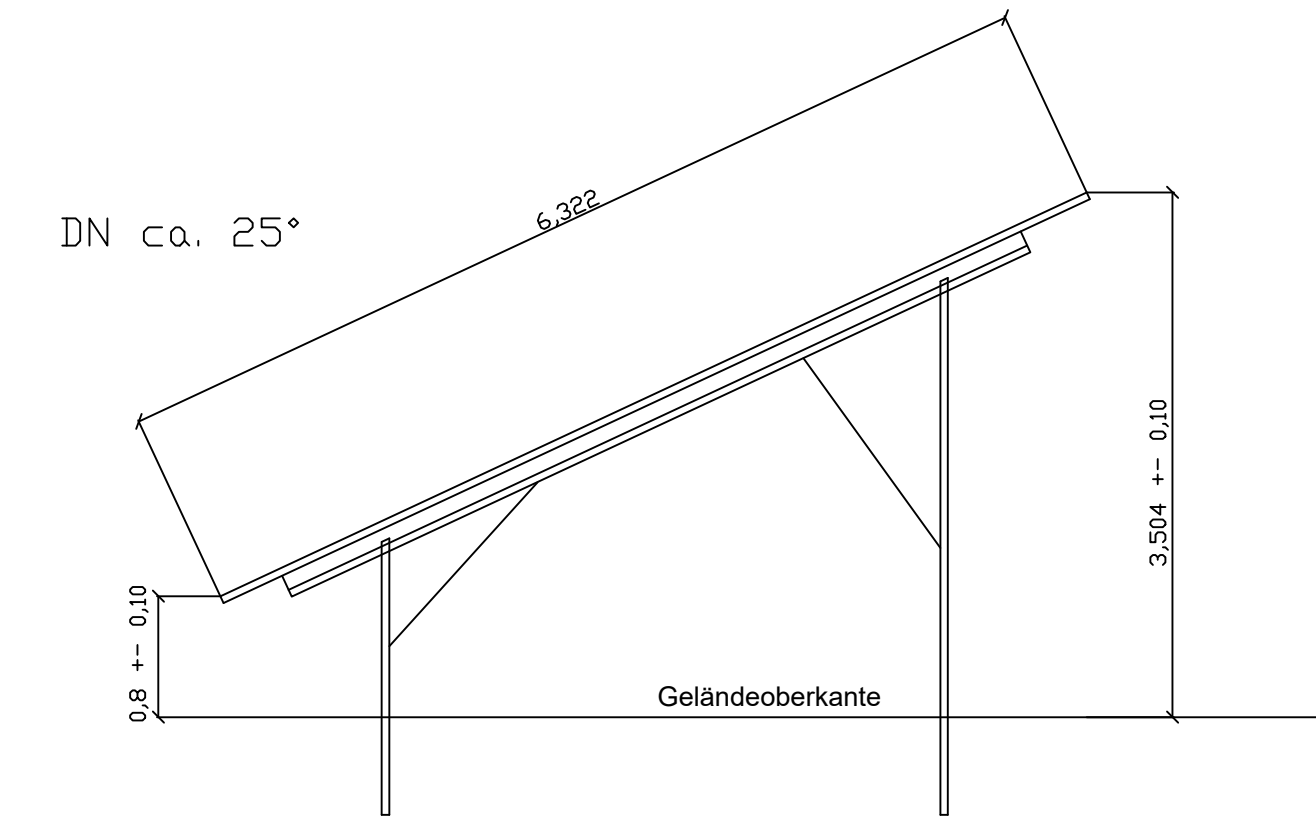 6,322
DN ca. 25°
3,504 +- 0,10
0,8 +- 0,10
Geländeoberkante